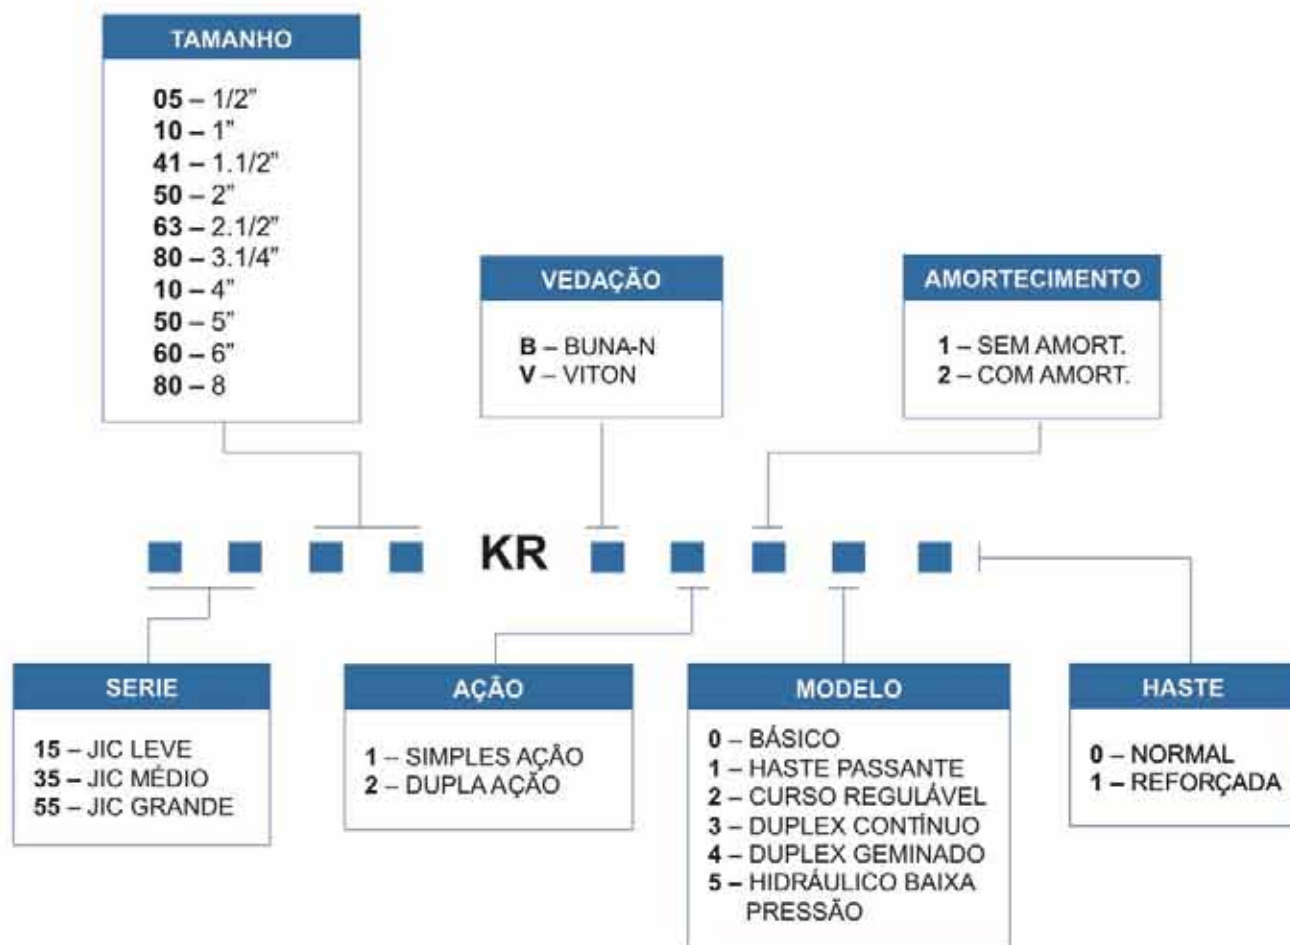 TAMANHO
05 – 1/2”
10 – 1”
41 – 1.1/2”
50 – 2”
63 – 2.1/2”
80 – 3.1/4”
10 – 4”
50 – 5”
60 – 6”
80 – 8
VEDAÇÃO
B – BUNA-N
V – VITON
AMORTECIMENTO
1 – SEM AMORT.
2 – COM AMORT.
KR
SERIE
15 – JIC LEVE
35 – JIC MÉDIO
55 – JIC GRANDE
AÇÃO
1 – SIMPLES AÇÂO
2 – DUPLA AÇÃO
MODELO
0 – BÁSICO
1 – HASTE PASSANTE
2 – CURSO REGULÁVEL
3 – DUPLEX CONTÍNUO
4 – DUPLEX GEMINADO
5 – HIDRÁULICO BAIXA
PRESSÃO
HASTE
0 – NORMAL
1 – REFORÇADA